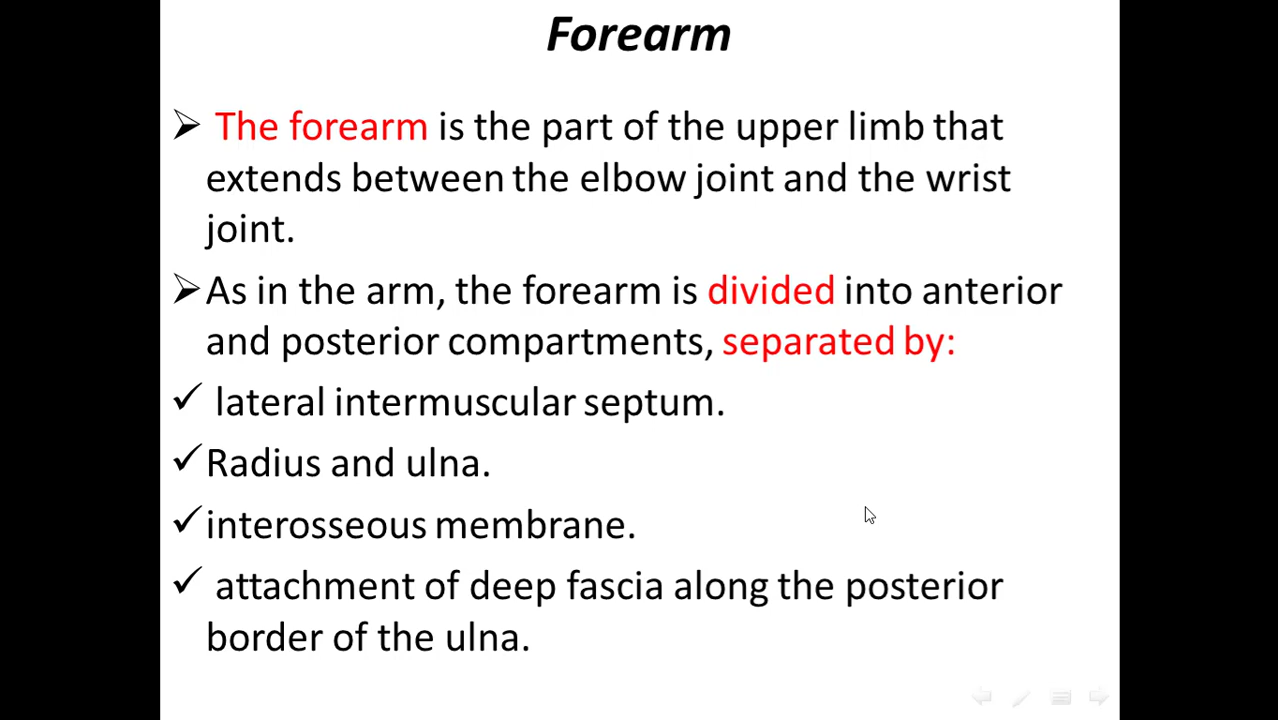 Forearm
The forearm is the part of the upper limb that
extends between the elbow joint and the wrist
joint.
As in the arm, the forearm is divided into anterior
and posterior compartments, separated by:
lateral intermuscular septum.
Radius and ulna.
interosseous membrane.
attachment of deep fascia along the posterior
border of the ulna.